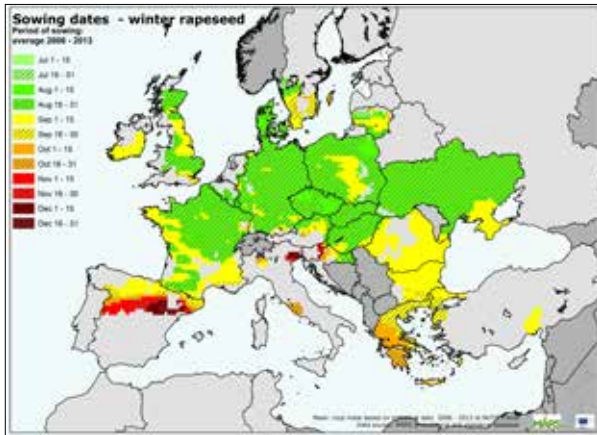 Sowing dates - winter rapeseed
Period of sowing:
average 2006 - 2013
Jul 1 - 15
Jul 16 - 31
Aug 1 - 15
Aug 16 - 31
Sep 1 - 15
Sep 16 - 30
Oct 1 - 15
Oct 16 - 31
Nov 1 - 15
Nov 16 - 30
Dec 1 - 15
Dec 16 - 31
MARS